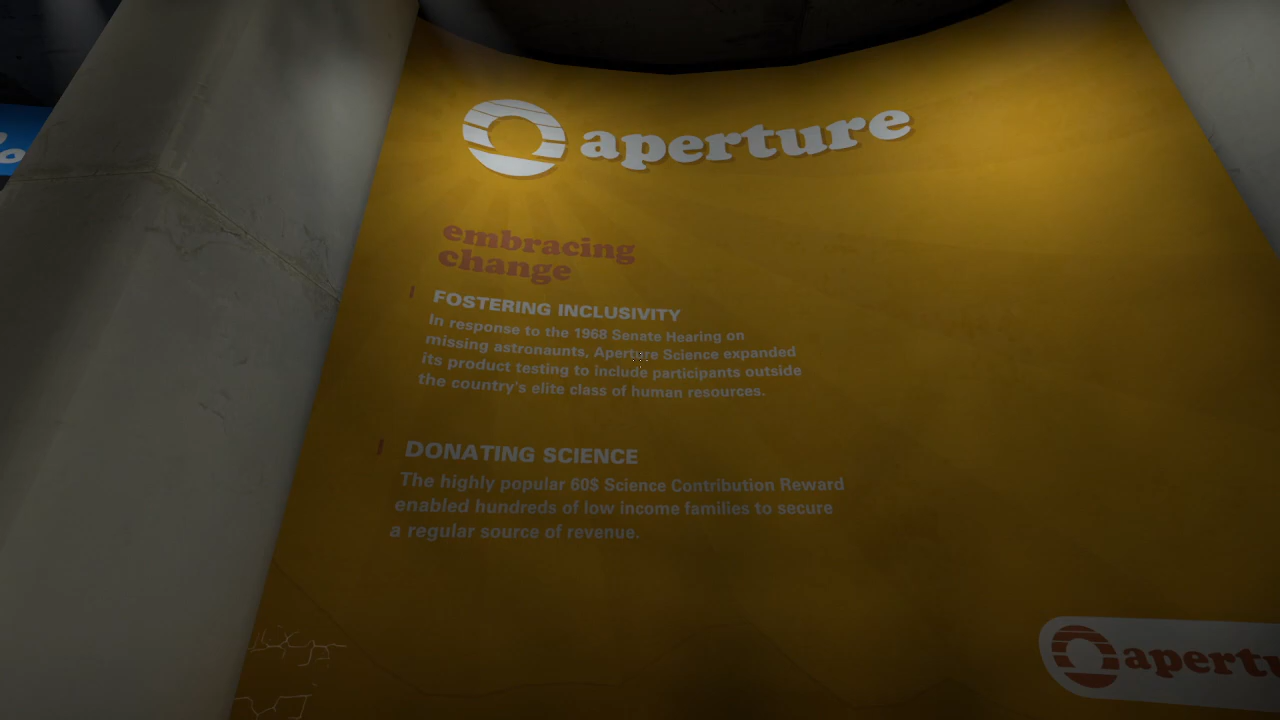 aperture
embracing
change
FOSTERING INCLUSIVITY
In response to the 1968 Senate Hearing on
missing astronaunts, Aperture Science expanded
its product testing to include participants outside
the country's elite class of human resources.
DONATING SCIENCE
The highly popular 60$ Science Contribution Reward
enabled hundreds of low income families to secure
a regular source of revenue.
apertu